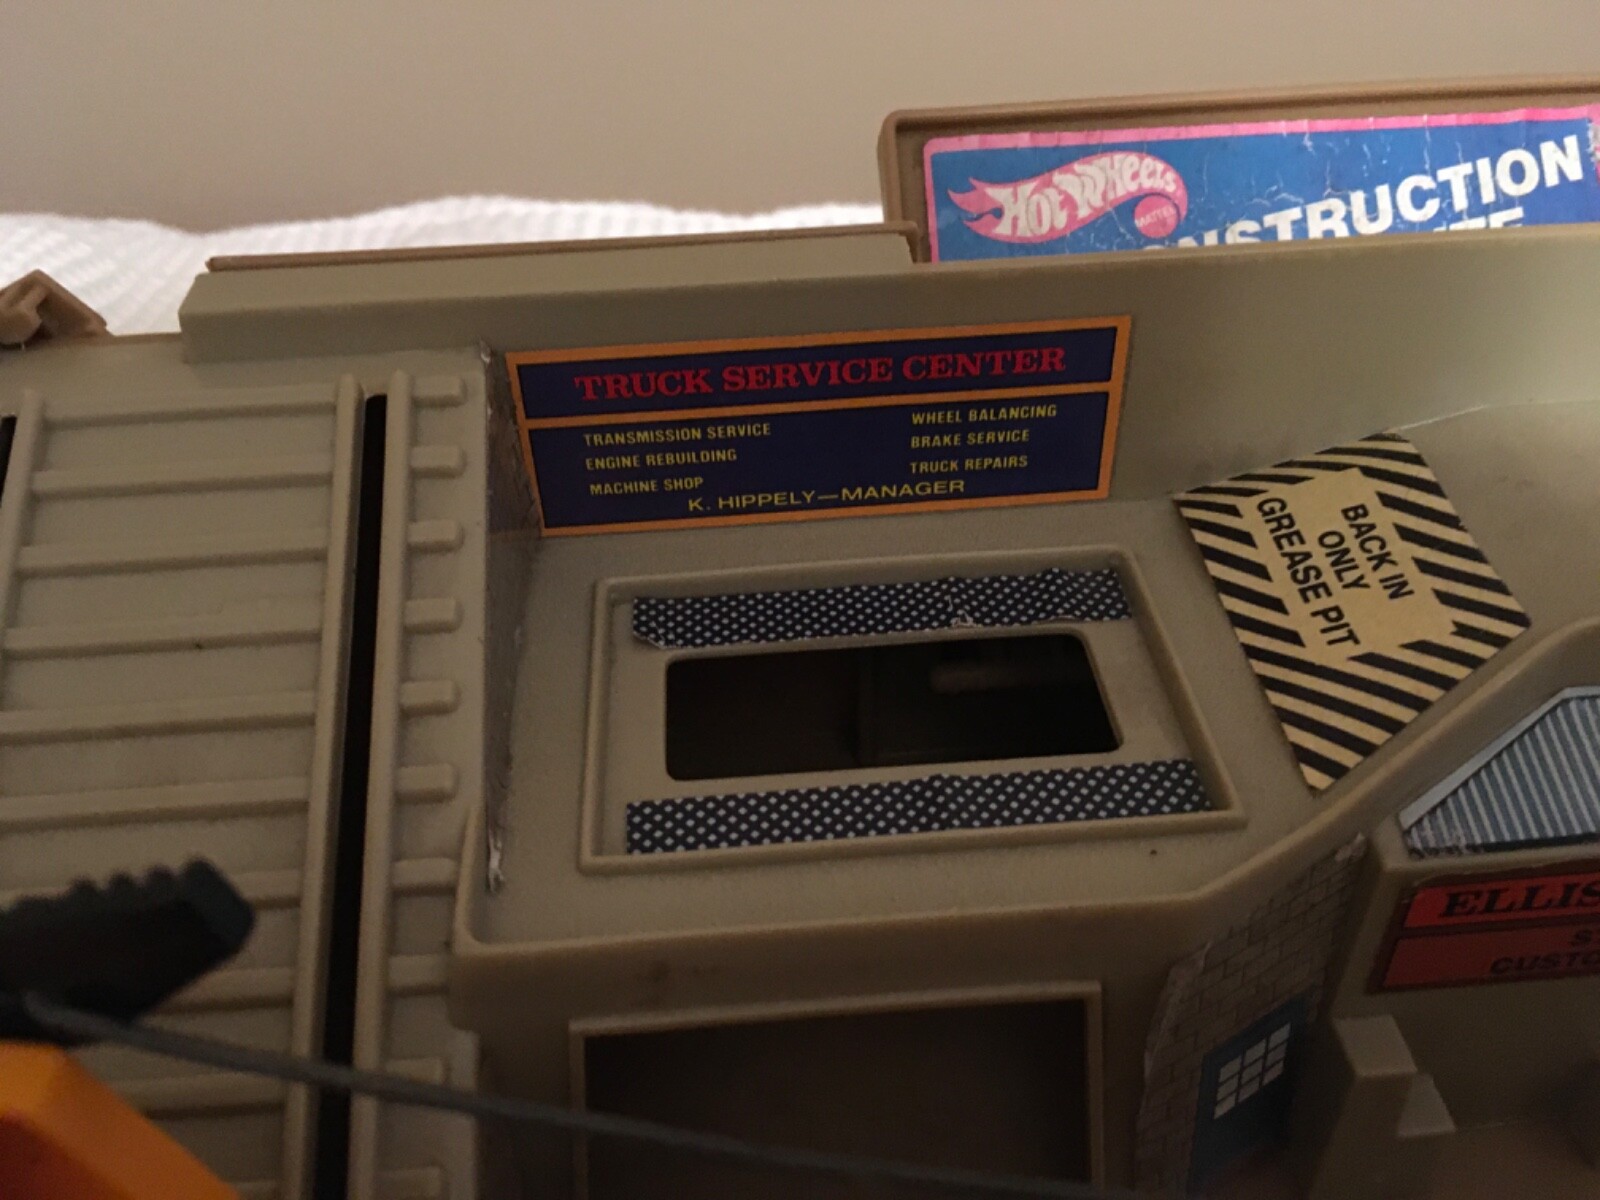 Hot Wheels
MATTEL
CONSTRUCTION
TRUCK SERVICE CENTER
TRANSMISSION SERVICE
ENGINE REBUILDING
MACHINE SHOP
WHEEL BALANCING
BRAKE SERVICE
TRUCK REPAIRS
K. HIPPELY—MANAGER
BACK IN
ONLY
GREASE PIT